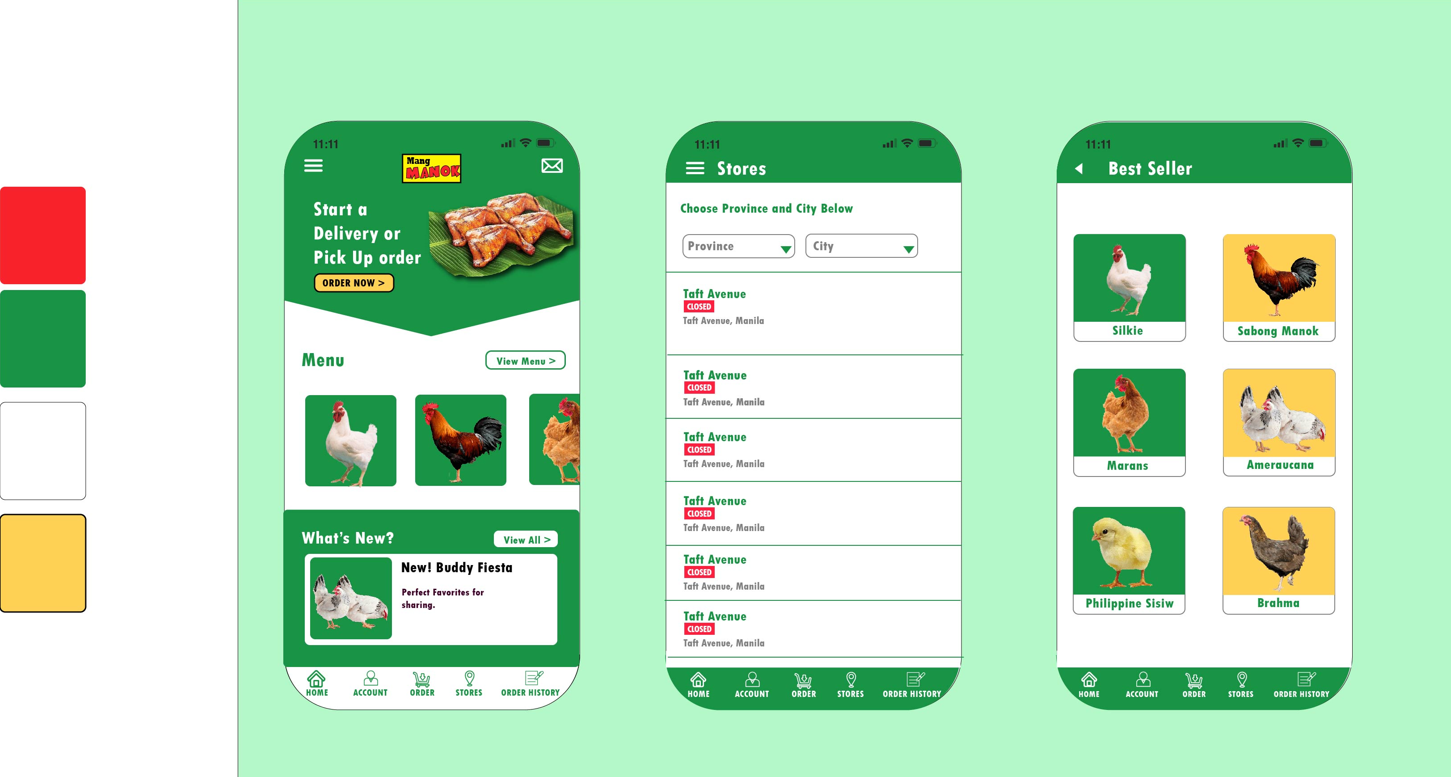 11:11
Mang
MANOK
Start a
Delivery or
Pick Up order
ORDER NOW >
Menu
View Menu >
What's New?
View All >
New! Buddy Fiesta
Perfect Favorites for
sharing.
HOME
ACCOUNT
ORDER
STORES
ORDER HISTORY
11:11
Stores
Choose Province and City Below
Province
City
Taft Avenue
CLOSED
Taft Avenue, Manila
Taft Avenue
CLOSED
Taft Avenue, Manila
Taft Avenue
CLOSED
Taft Avenue, Manila
Taft Avenue
CLOSED
Taft Avenue, Manila
Taft Avenue
CLOSED
Taft Avenue, Manila
Taft Avenue
CLOSED
Taft Avenue, Manila
HOME
ACCOUNT
ORDER
STORES
ORDER HISTORY
11:11
Best Seller
Silkie
Sabong Manok
Marans
Ameraucana
Philippine Sisiw
Brahma
HOME
ACCOUNT
ORDER
STORES
ORDER HISTORY